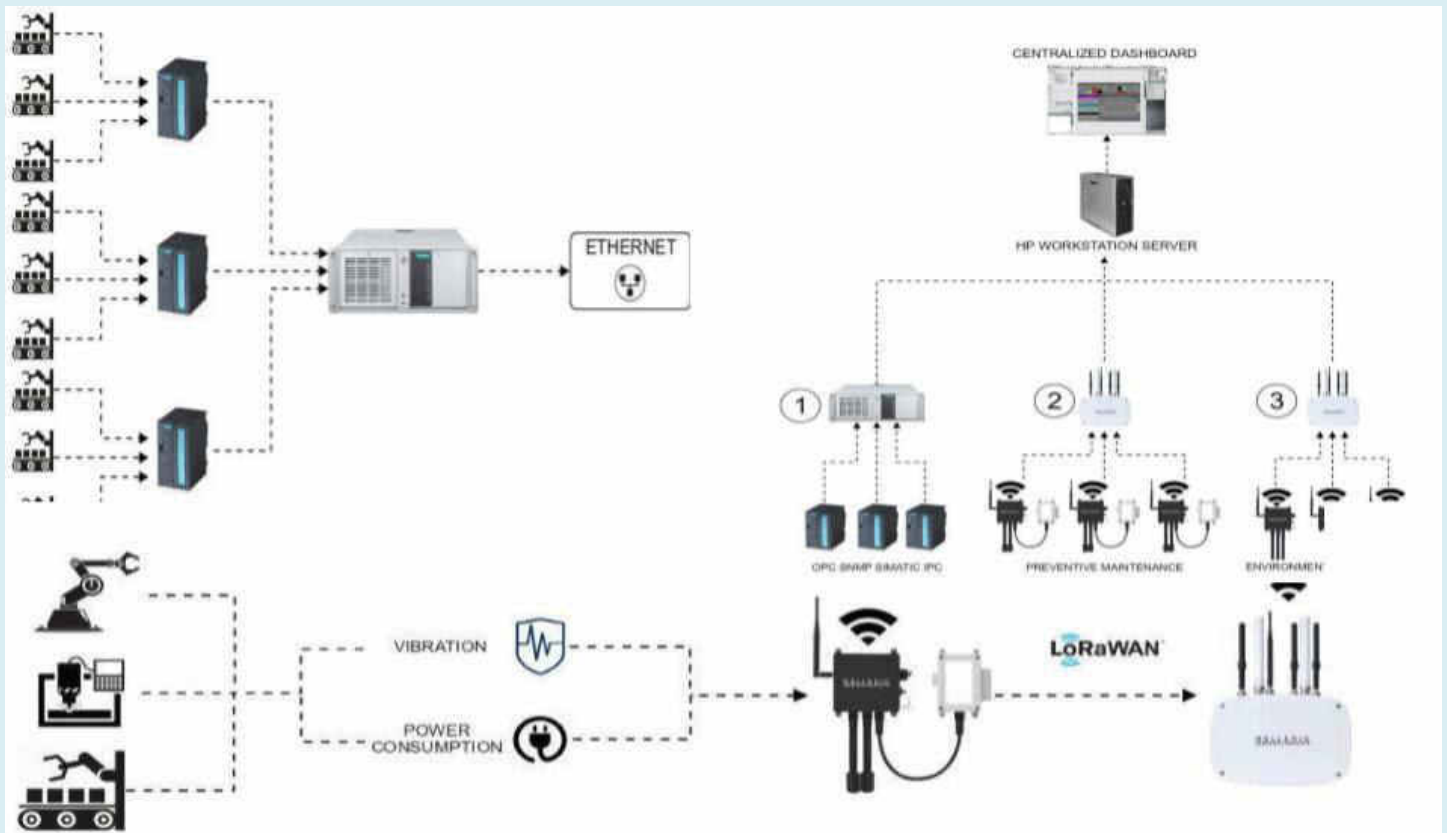 CENTRALIZED DASHBOARD
HP WORKSTATION SERVER
ETHERNET
1
2
3
OPC SNMP SIMATIC IPC
PREVENTIVE MAINTENANCE
ENVIRONMEN
VIBRATION
POWER
CONSUMPTION
LoRaWAN